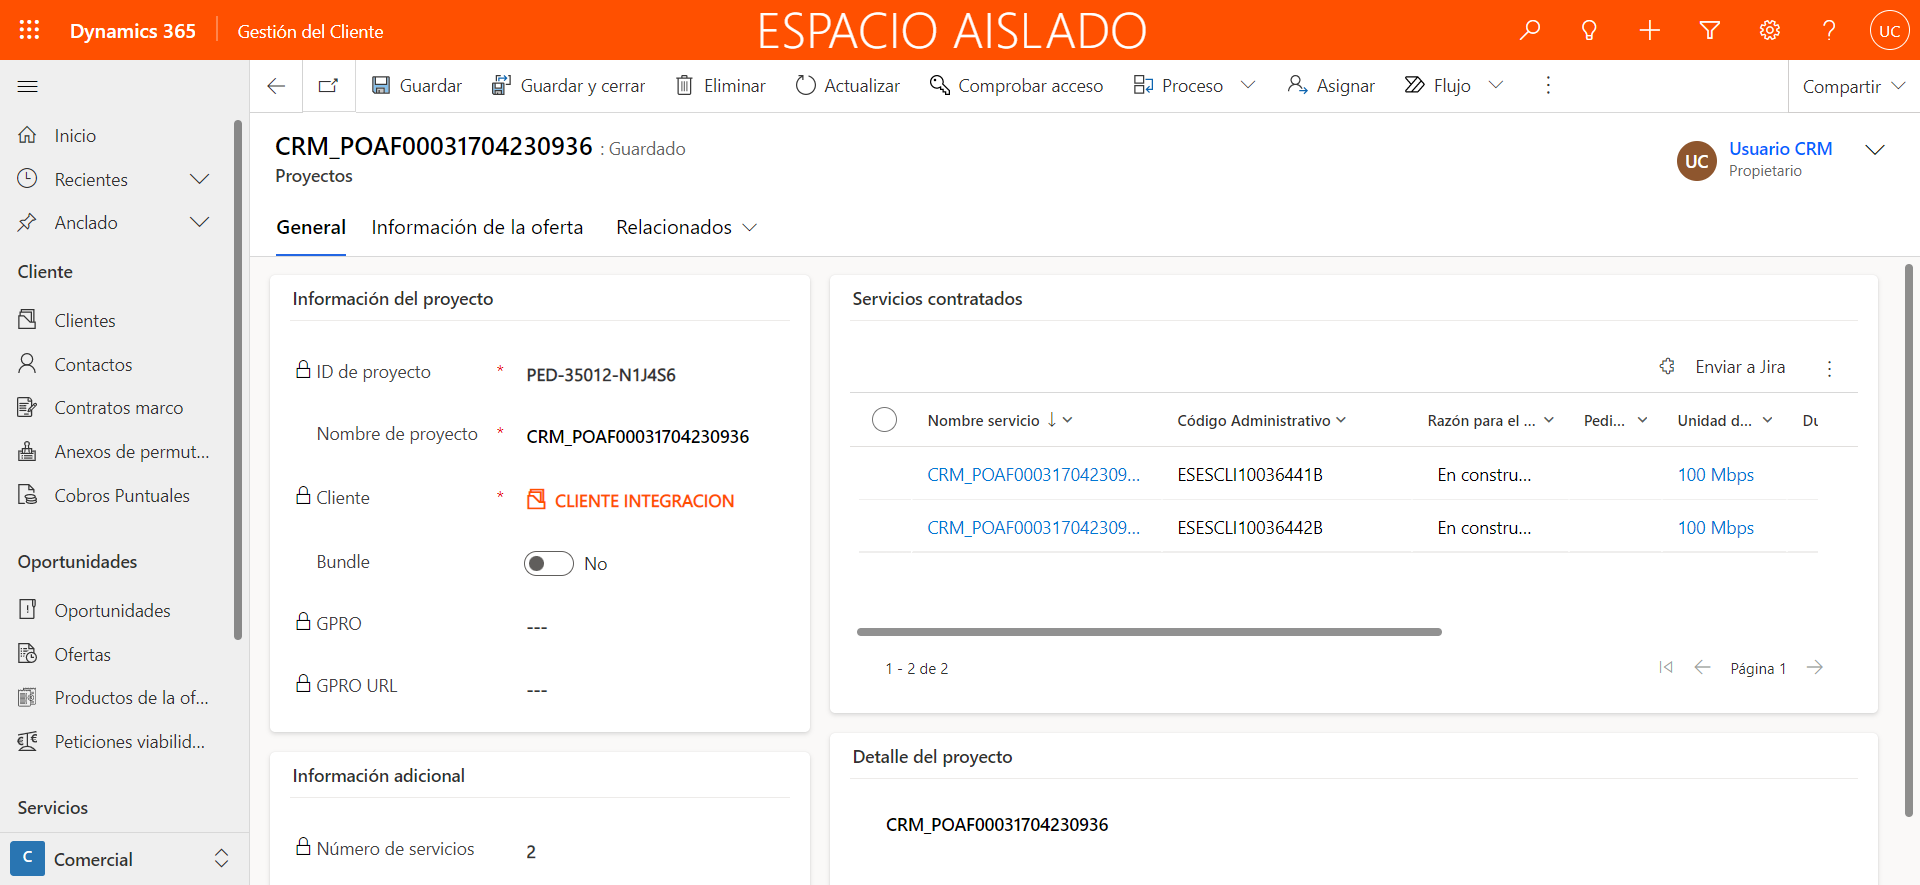 Dynamics 365
Gestión del Cliente
ESPACIO AISLADO
UC
Guardar
Guardar y cerrar
Eliminar
Actualizar
Comprobar acceso
Proceso
Asignar
Flujo
Compartir
Inicio
Recientes
Anclado
Cliente
Clientes
Contactos
Contratos marco
Anexos de permut...
Cobros Puntuales
Oportunidades
Oportunidades
Ofertas
Productos de la of...
Peticiones viabilid...
Servicios
C Comercial
CRM_POAF00031704230936 : Guardado
Proyectos
UC
Usuario CRM
Propietario
General
Información de la oferta
Relacionados
Información del proyecto
ID de proyecto * PED-35012-N1J4S6
Nombre de proyecto * CRM_POAF00031704230936
Cliente * CLIENTE INTEGRACION
Bundle No
GPRO ---
GPRO URL ---
Información adicional
Número de servicios 2
Servicios contratados
Enviar a Jira
Nombre servicio Código Administrativo Razón para el ... Pedi... Unidad d... Du
CRM_POAF000317042309... ESESCLI10036441B En constru... 100 Mbps
CRM_POAF000317042309... ESESCLI10036442B En constru... 100 Mbps
1 - 2 de 2
Página 1
Detalle del proyecto
CRM_POAF00031704230936